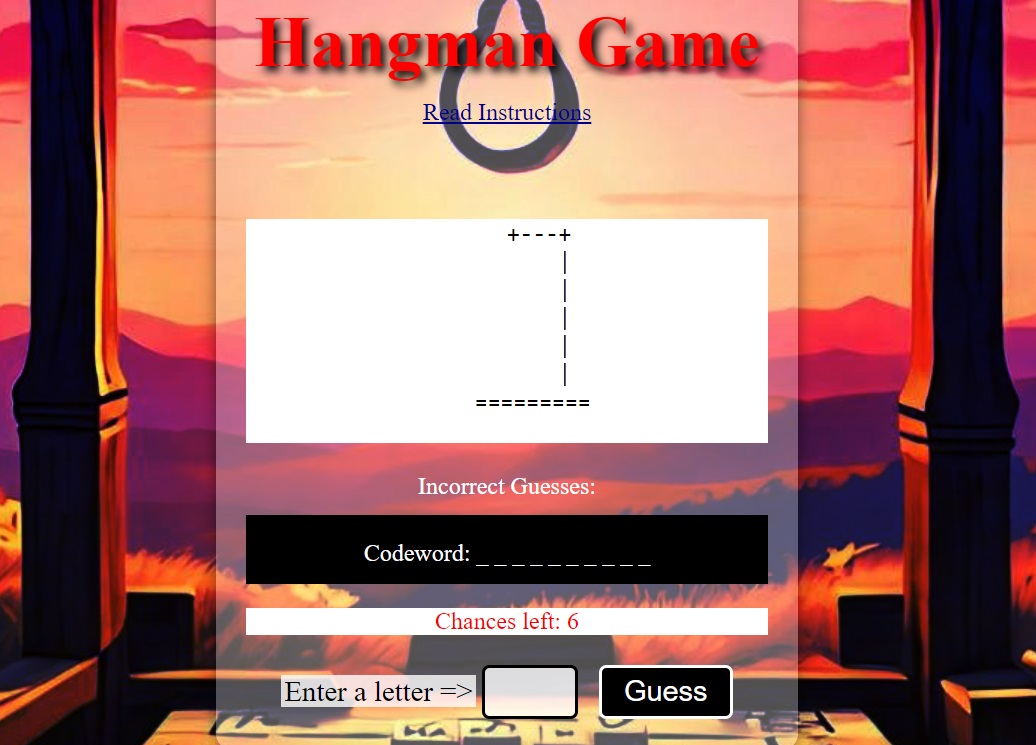 Hangman Game
Read Instructions
+---+
|
|
|
|
|
=========
Incorrect Guesses:
Codeword: _ _ _ _ _ _ _ _ _ _
Chances left: 6
Enter a letter => Guess